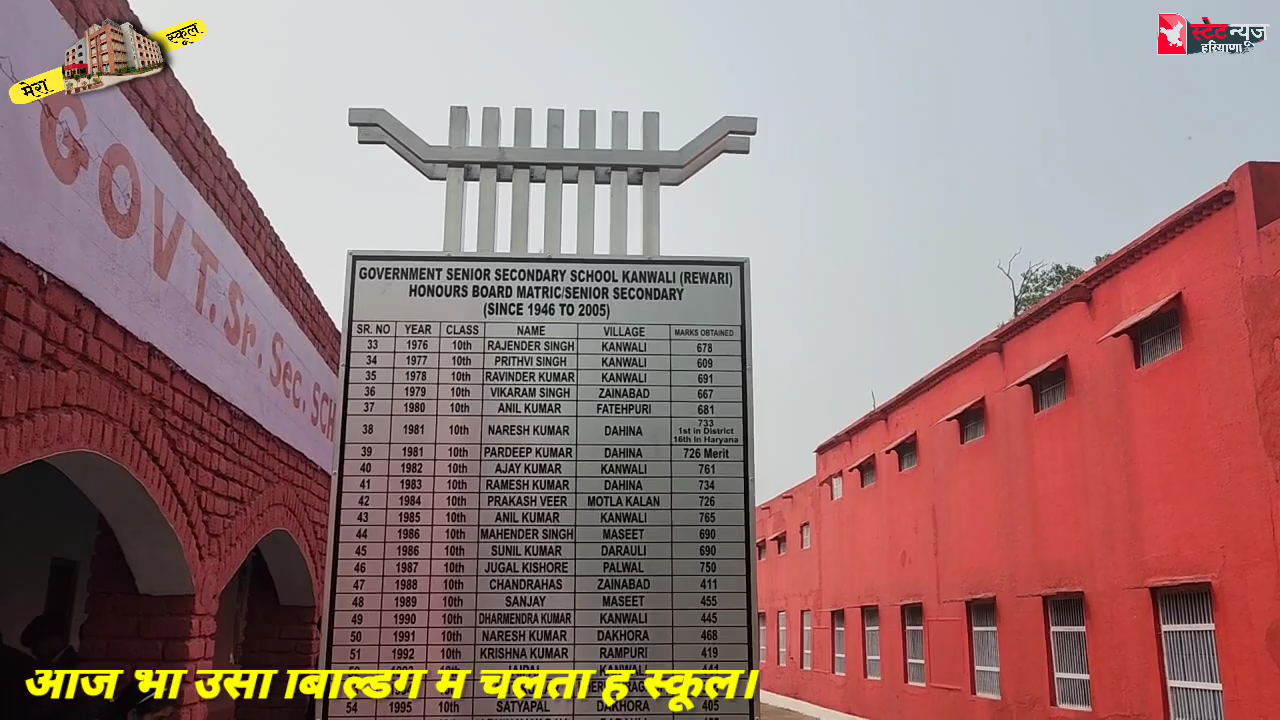 मेरा स्कूल
स्टेट न्यूज
हरियाणा
GOVT. Sr. Sec. SCH
GOVERNMENT SENIOR SECONDARY SCHOOL KANWALI (REWARI)
HONOURS BOARD MATRIC/SENIOR SECONDARY
(SINCE 1946 TO 2005)
SR. NO YEAR CLASS NAME VILLAGE MARKS OBTAINED
33 1976 10th RAJENDER SINGH KANWALI 678
34 1977 10th PRITHVI SINGH KANWALI 609
35 1978 10th RAVINDER KUMAR KANWALI 691
36 1979 10th VIKARAM SINGH ZAINABAD 667
37 1980 10th ANIL KUMAR FATEHPURI 681
38 1981 10th NARESH KUMAR DAHINA 733
1st in District
16th in Haryana
39 1981 10th PARDEEP KUMAR DAHINA 726 Merit
40 1982 10th AJAY KUMAR KANWALI 761
41 1983 10th RAMESH KUMAR DAHINA 734
42 1984 10th PRAKASH VEER MOTLA KALAN 726
43 1985 10th ANIL KUMAR KANWALI 765
44 1986 10th MAHENDER SINGH MASEET 690
45 1986 10th SUNIL KUMAR DARAULI 690
46 1987 10th JUGAL KISHORE PALWAL 750
47 1988 10th CHANDRAHAS ZAINABAD 411
48 1989 10th SANJAY MASEET 455
49 1990 10th DHARMENDRA KUMAR KANWALI 445
50 1991 10th NARESH KUMAR DAKHORA 468
51 1992 10th KRISHNA KUMAR RAMPURI 419
10th JAIPAL KANWALI 441
आज भी उसी बिल्डिंग में चलता है स्कूल।
54 1995 10th SATYAPAL DAKHORA 405